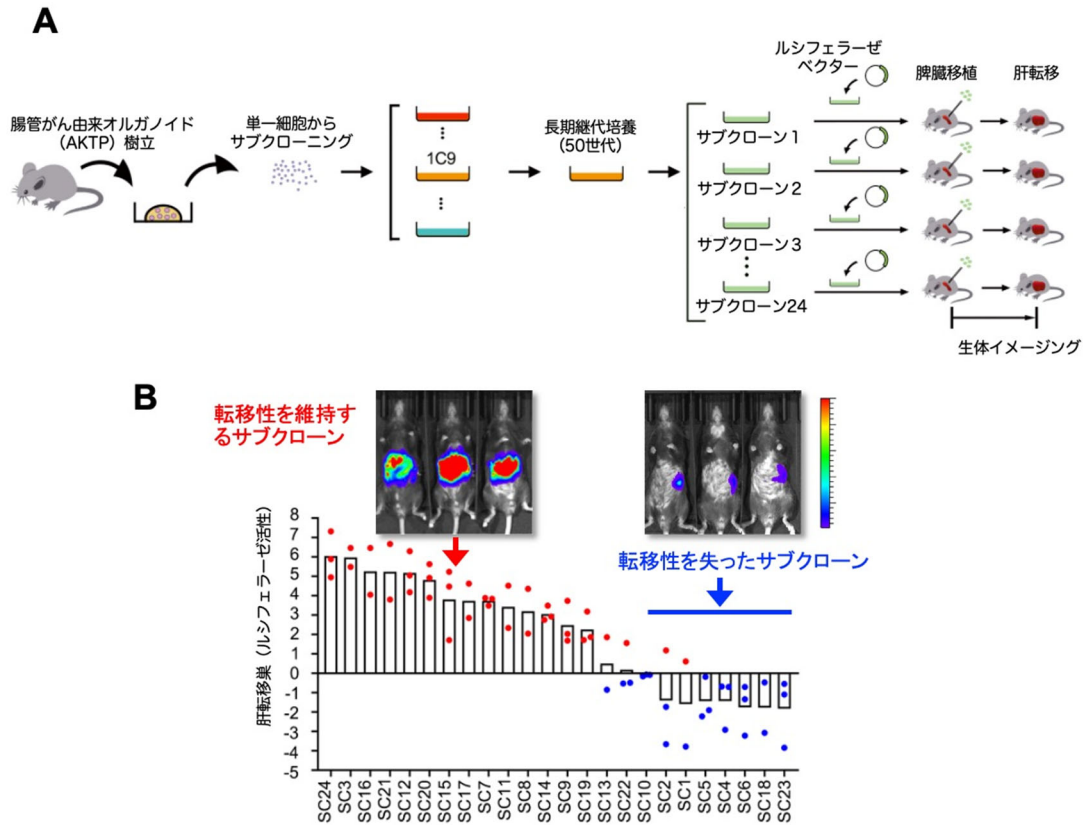 A
腸管がん由来オルガノイド
（AKTP）樹立
単一細胞から
サブクローニング
1C9
長期継代培養
(50世代)
ルシフェラーゼ
ベクター
脾臓移植
肝転移
サブクローン1
サブクローン2
サブクローン3
サブクローン24
生体イメージング
B
転移性を維持す
るサブクローン
転移性を失ったサブクローン
肝転移巣（ルシフェラーゼ活性）
8
7
6
5
4
3
2
1
0
-1
-2
-3
-4
-5
SC24
SC3
SC16
SC21
SC12
SC20
SC15
SC17
SC7
SC11
SC8
SC14
SC9
SC19
SC13
SC22
SC10
SC2
SC1
SC5
SC4
SC6
SC18
SC23